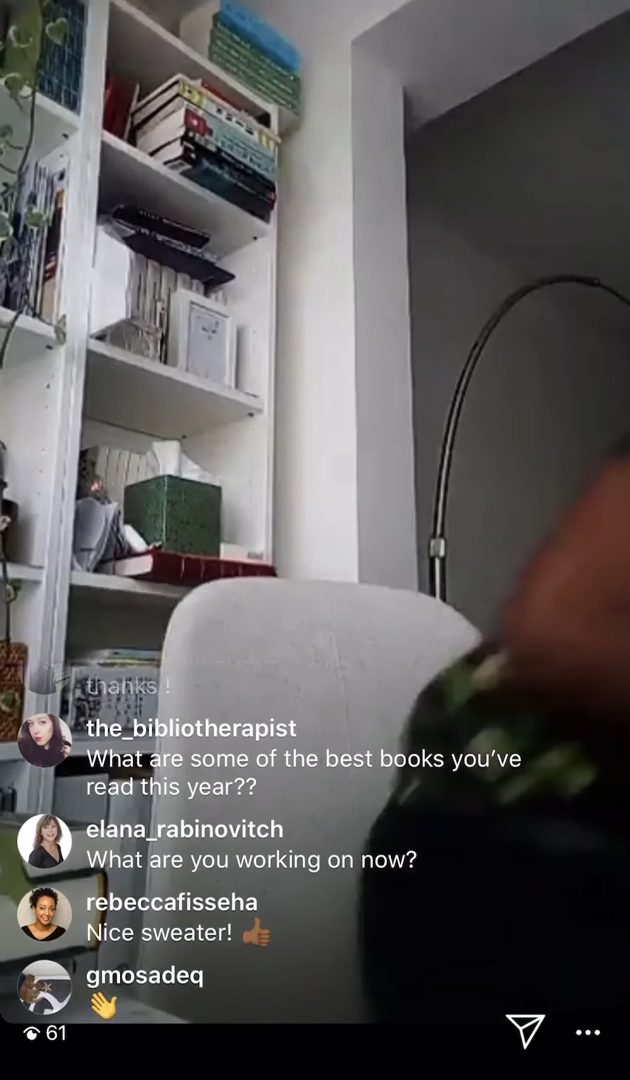 thanks !
the_bibliotherapist
What are some of the best books you’ve
read this year??
elana_rabinovitch
What are you working on now?
rebeccafisseha
Nice sweater! 👍🏾
gmosadeq
👋
61